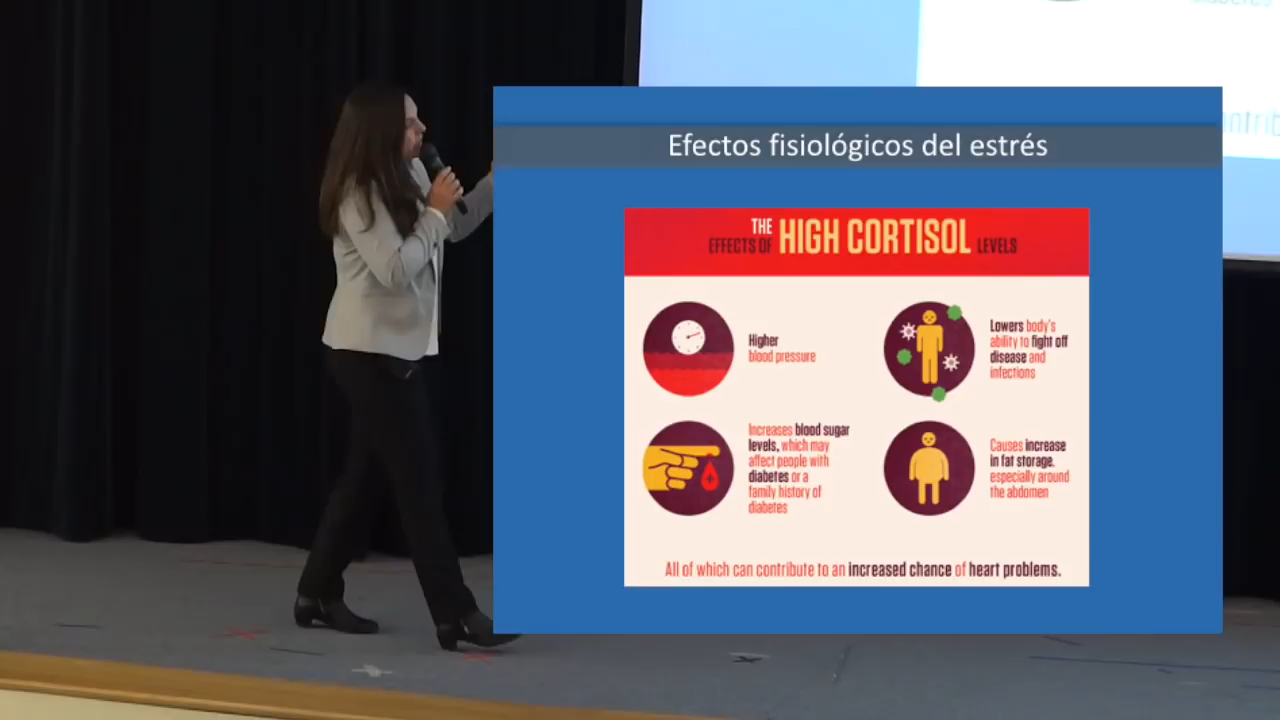 Efectos fisiológicos del estrés
THE
EFFECTS OF HIGH CORTISOL LEVELS
Higher
blood pressure
Lowers body's
ability to fight off
disease and
infections
Increases blood sugar
levels, which may
affect people with
diabetes or a
family history of
diabetes
Causes increase
in fat storage,
especially around
the abdomen
All of which can contribute to an increased chance of heart problems.